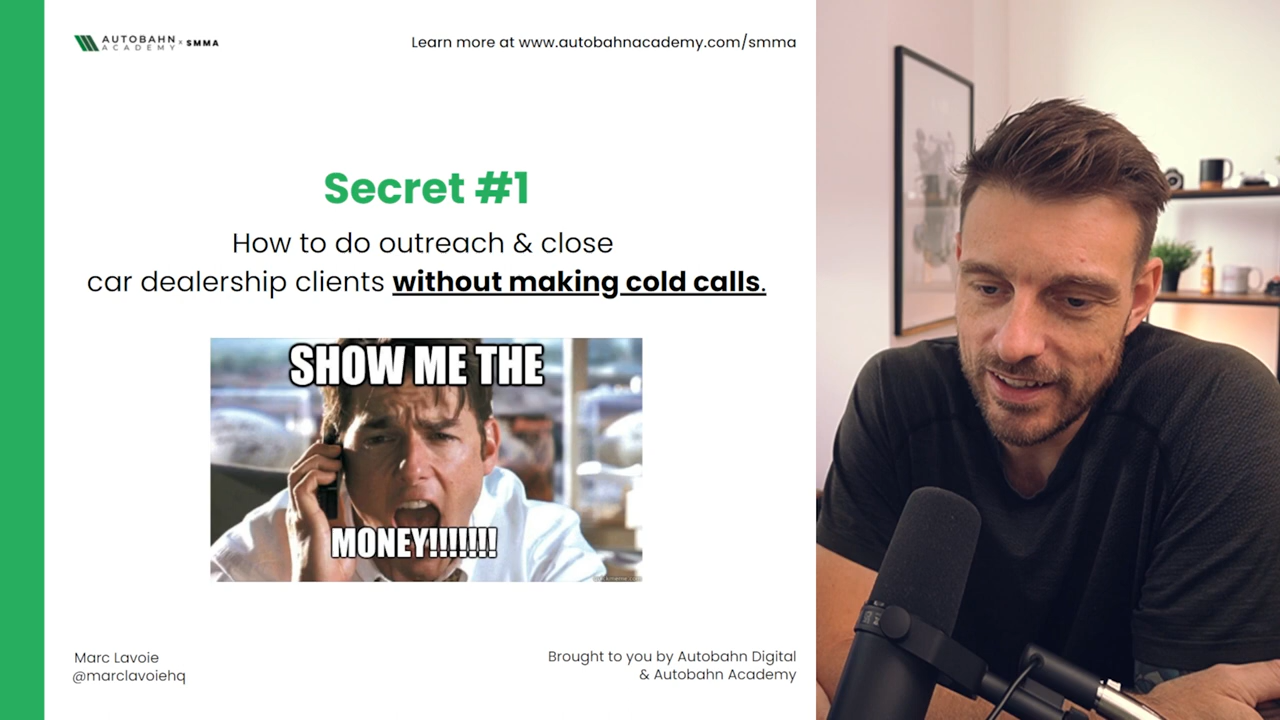 AUTOBAHN
ACADEMY × SMMA
Learn more at www.autobahnacademy.com/smma
Secret #1
How to do outreach & close
car dealership clients without making cold calls.
SHOW ME THE
MONEY!!!!!!!
Marc Lavoie
@marclavoiehq
Brought to you by Autobahn Digital
& Autobahn Academy